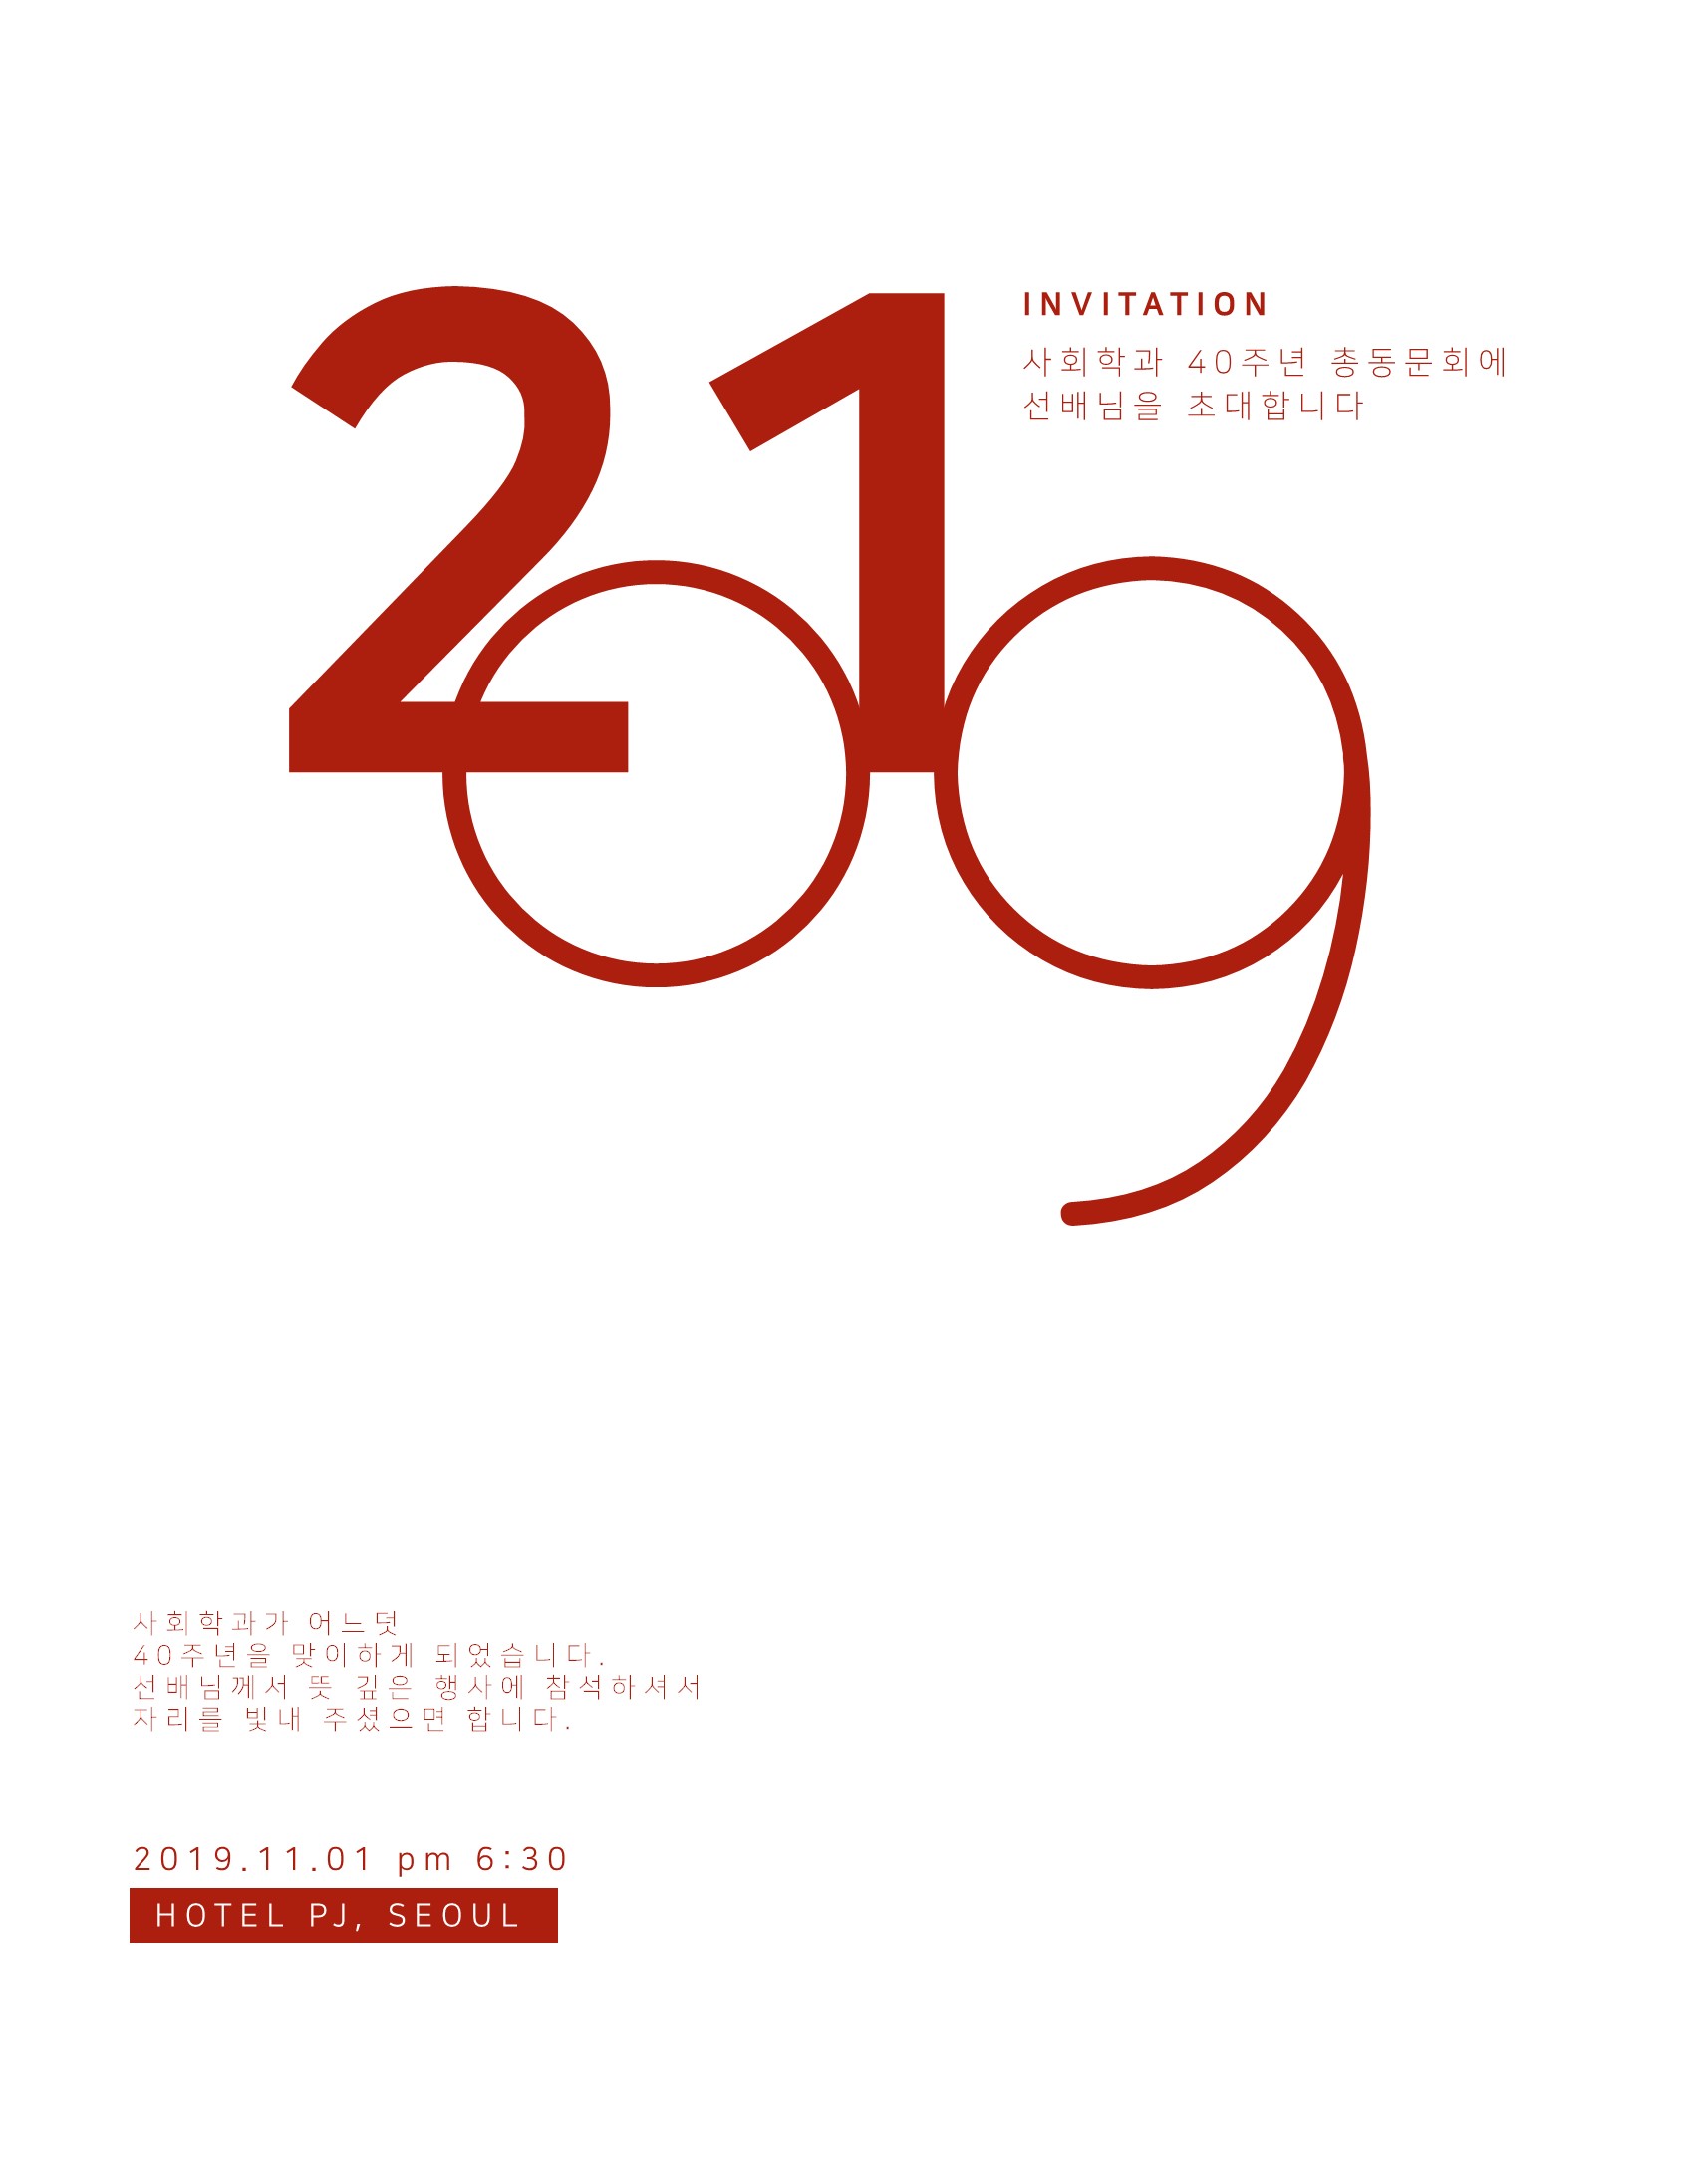 2019
INVITATION
사회학과 40주년 총동문회에
선배님을 초대합니다
사회학과가 어느덧
40주년을 맞이하게 되었습니다.
선배님께서 뜻 깊은 행사에 참석하셔서
자리를 빛내 주셨으면 합니다.
2019.11.01 pm 6:30
HOTEL PJ, SEOUL